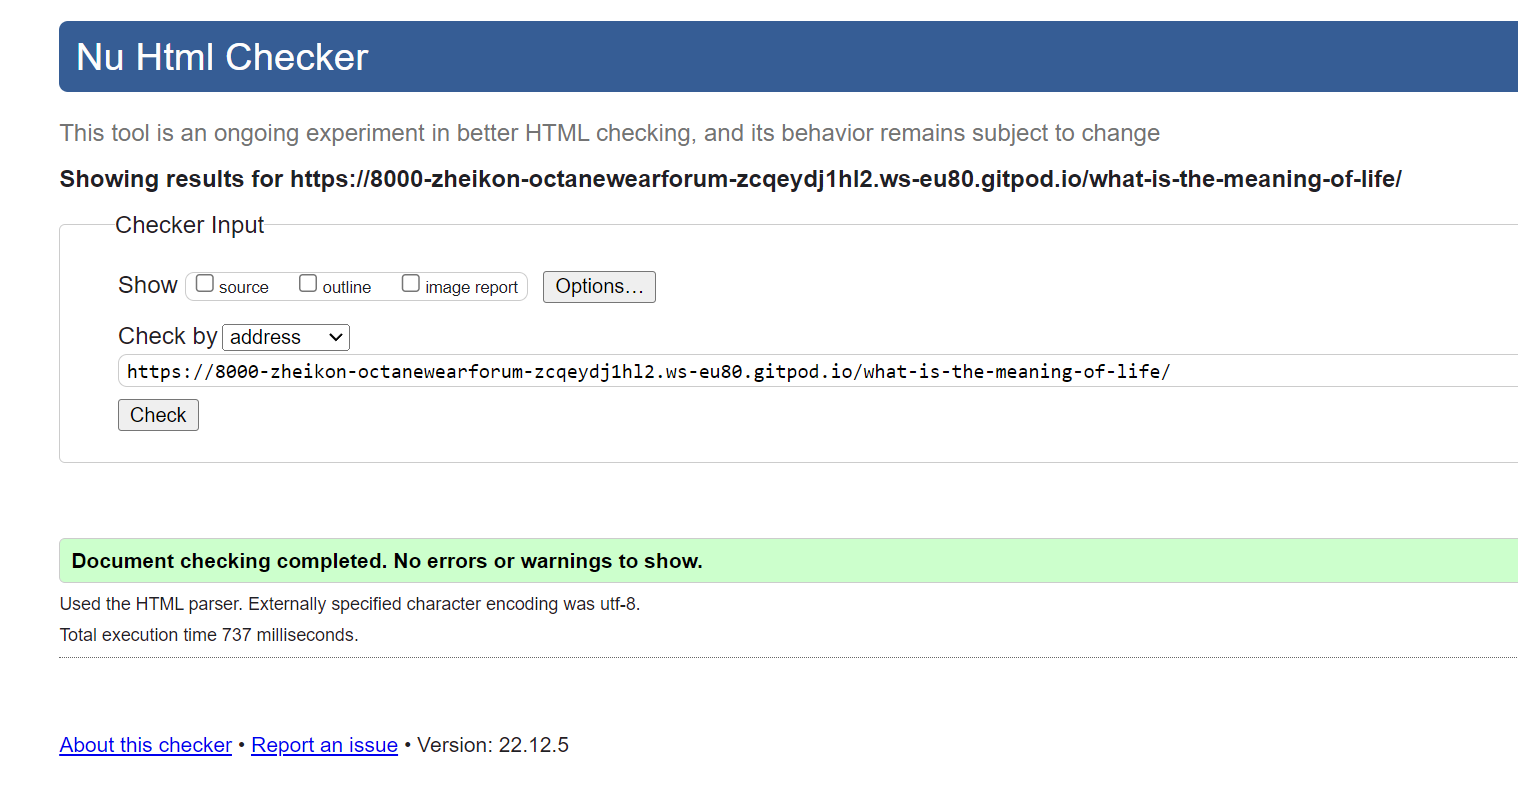 Nu Html Checker
This tool is an ongoing experiment in better HTML checking, and its behavior remains subject to change
Showing results for https://8000-zheikon-octanewearforum-zcqeydj1hl2.ws-eu80.gitpod.io/what-is-the-meaning-of-life/
Checker Input
Show source outline image report Options...
Check by address
https://8000-zheikon-octanewearforum-zcqeydj1hl2.ws-eu80.gitpod.io/what-is-the-meaning-of-life/
Check
Document checking completed. No errors or warnings to show.
Used the HTML parser. Externally specified character encoding was utf-8.
Total execution time 737 milliseconds.
About this checker • Report an issue • Version: 22.12.5